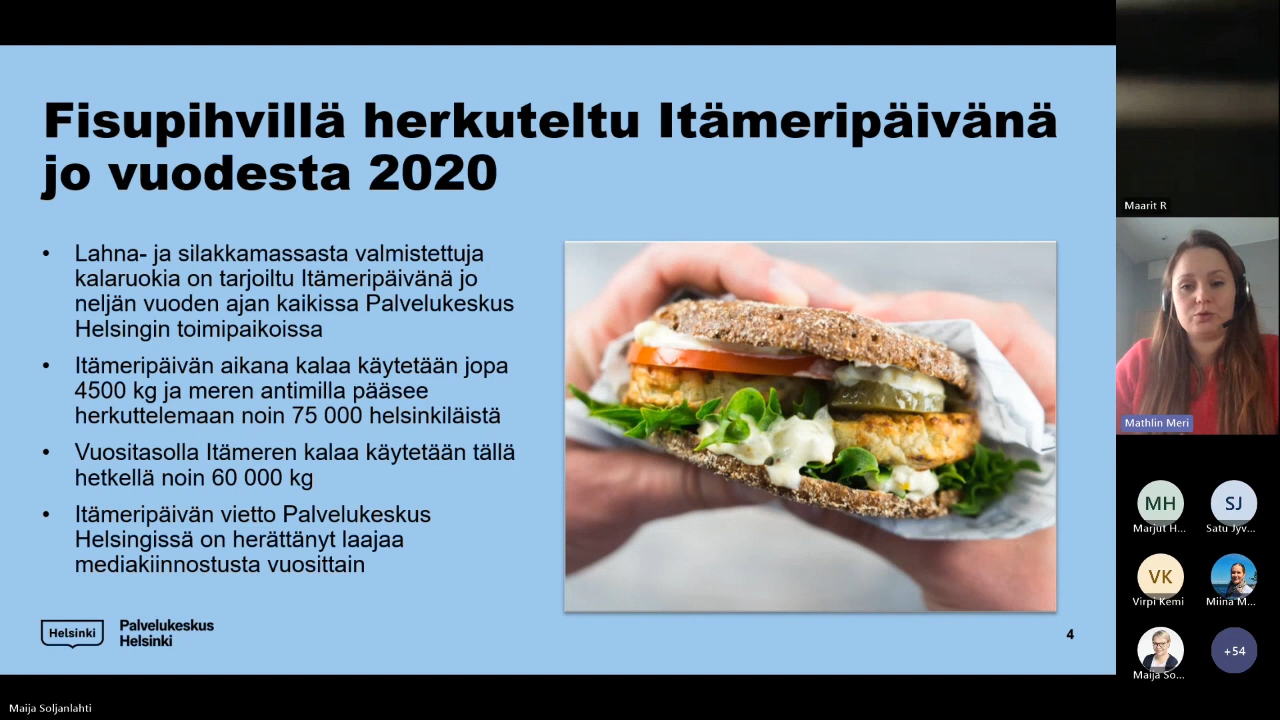 Fisupihvillä herkuteltu Itämeripäivänä
jo vuodesta 2020
• Lahna- ja silakkamassasta valmistettuja
kalaruokia on tarjoiltu Itämeripäivänä jo
neljän vuoden ajan kaikissa Palvelukeskus
Helsingin toimipaikoissa
• Itämeripäivän aikana kalaa käytetään jopa
4500 kg ja meren antimilla pääsee
herkuttelemaan noin 75 000 helsinkiläistä
• Vuositasolla Itämeren kalaa käytetään tällä
hetkellä noin 60 000 kg
• Itämeripäivän vietto Palvelukeskus
Helsingissä on herättänyt laajaa
mediakiinnostusta vuosittain
Helsinki
Palvelukeskus
Helsinki
4
Maarit R
Mathlin Meri
MH
SJ
Marjut H...
Satu Jyv...
VK
Virpi Kemi
Miina M...
+54
Maija So...
Maija Soljanlahti